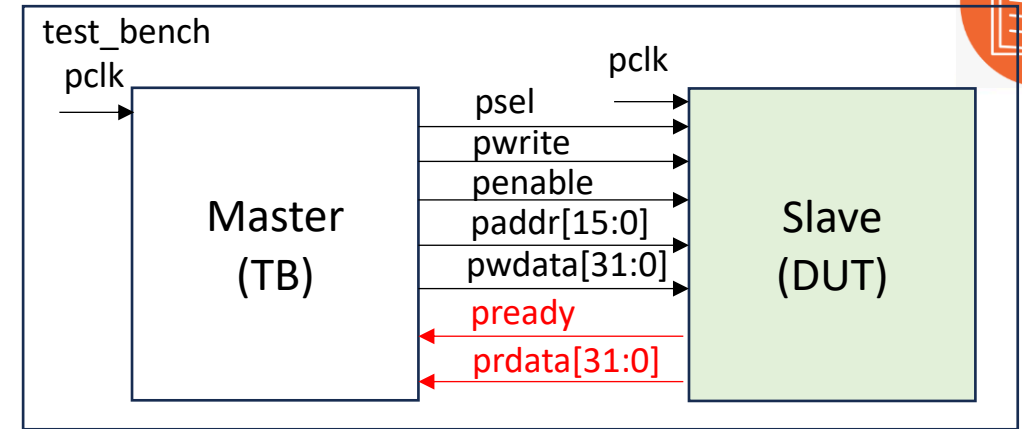 test_bench
pclk
pclk
psel
pwrite
penable
paddr[15:0]
pwdata[31:0]
pready
prdata[31:0]
Master
(TB)
Slave
(DUT)